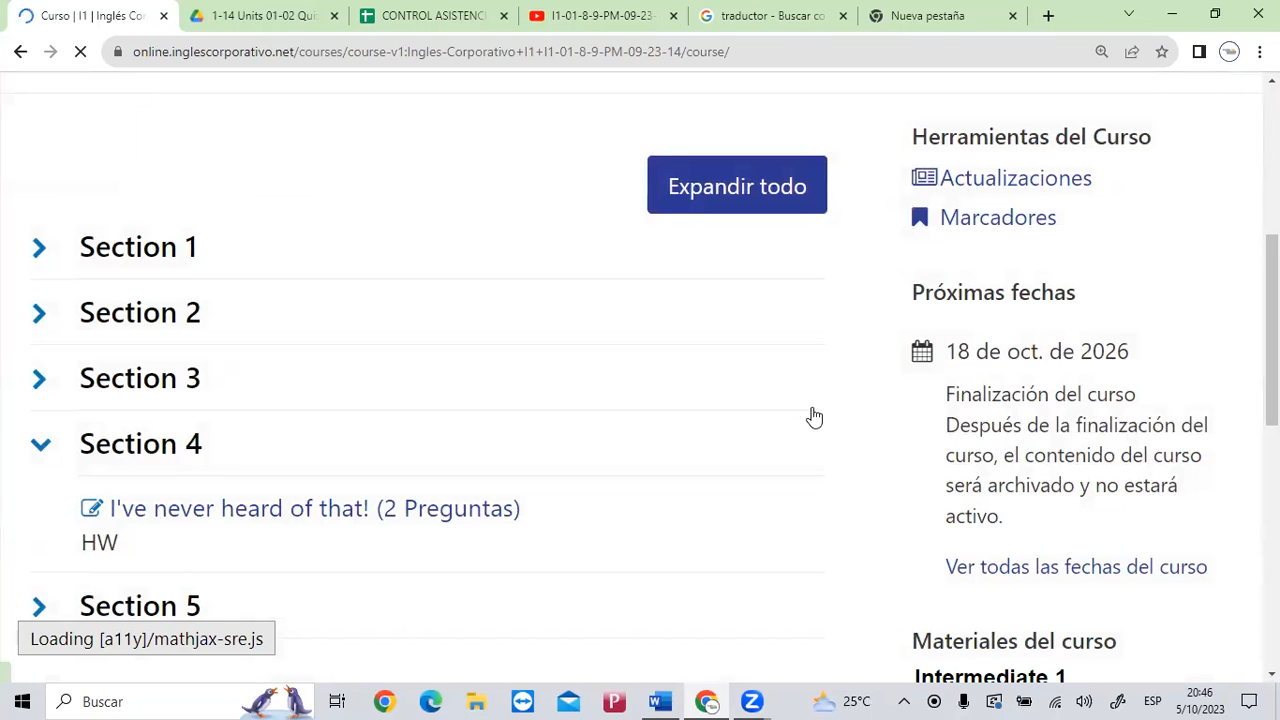 Curso | I1 | Inglés Co
1-14 Units 01-02 Qui
CONTROL ASISTENC
I1-01-8-9-PM-09-23-
traductor - Buscar co
Nueva pestaña
online.inglescorporativo.net/courses/course-v1:Ingles-Corporativo+I1+I1-01-8-9-PM-09-23-14/course/
Expandir todo
Section 1
Section 2
Section 3
Section 4
I've never heard of that! (2 Preguntas)
HW
Section 5
Loading [a11y]/mathjax-sre.js
Herramientas del Curso
Actualizaciones
Marcadores
Próximas fechas
18 de oct. de 2026
Finalización del curso
Después de la finalización del
curso, el contenido del curso
será archivado y no estará
activo.
Ver todas las fechas del curso
Materiales del curso
Intermediate 1
Buscar
25°C
ESP
20:46
5/10/2023